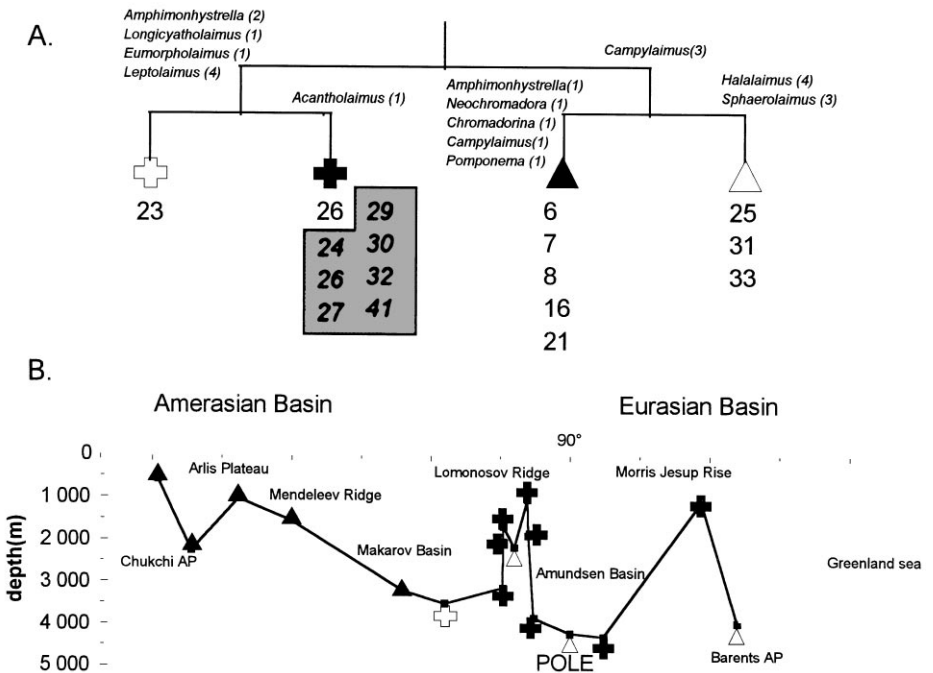 A.
Amphimonhystrella (2)
Longicyatholaimus (1)
Eumorpholaimus (1)
Leptolaimus (4)
Acantholaimus (1)
Campylaimus(3)
Amphimonhystrella(1)
Neochromadora (1)
Chromadorina (1)
Campylaimus(1)
Pomponema (1)
Halalaimus (4)
Sphaerolaimus (3)
23
26 29
24 30
26 32
27 41
6
7
8
16
21
25
31
33
B.
Amerasian Basin
Eurasian Basin
90°
0
1 000
2 000
3 000
4 000
5 000
depth(m)
Arlis Plateau
Mendeleev Ridge
Chukchi AP
Makarov Basin
Lomonosov Ridge
Amundsen Basin
Morris Jesup Rise
Greenland sea
POLE
Barents AP